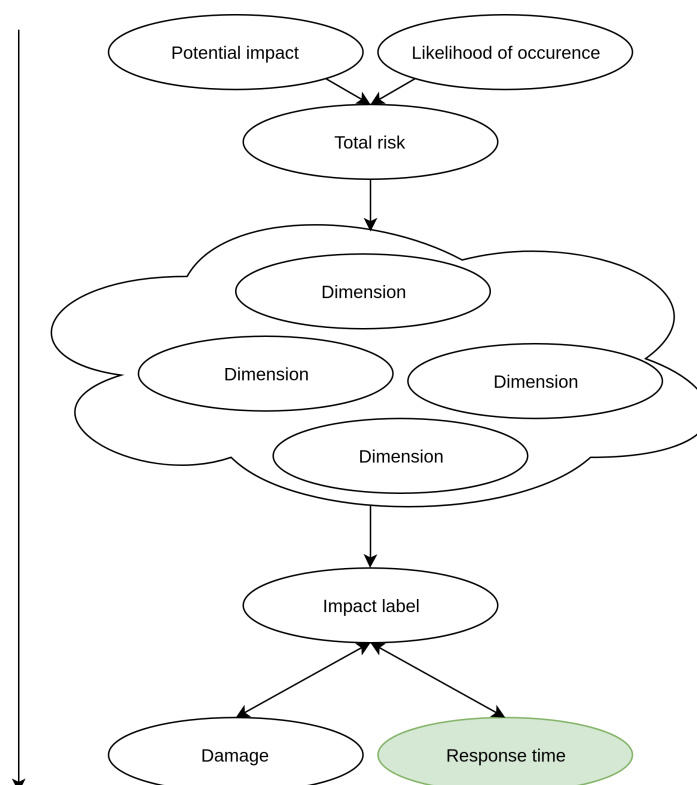 Potential impact
Likelihood of occurence
Total risk
Dimension
Dimension
Dimension
Dimension
Impact label
Damage
Response time